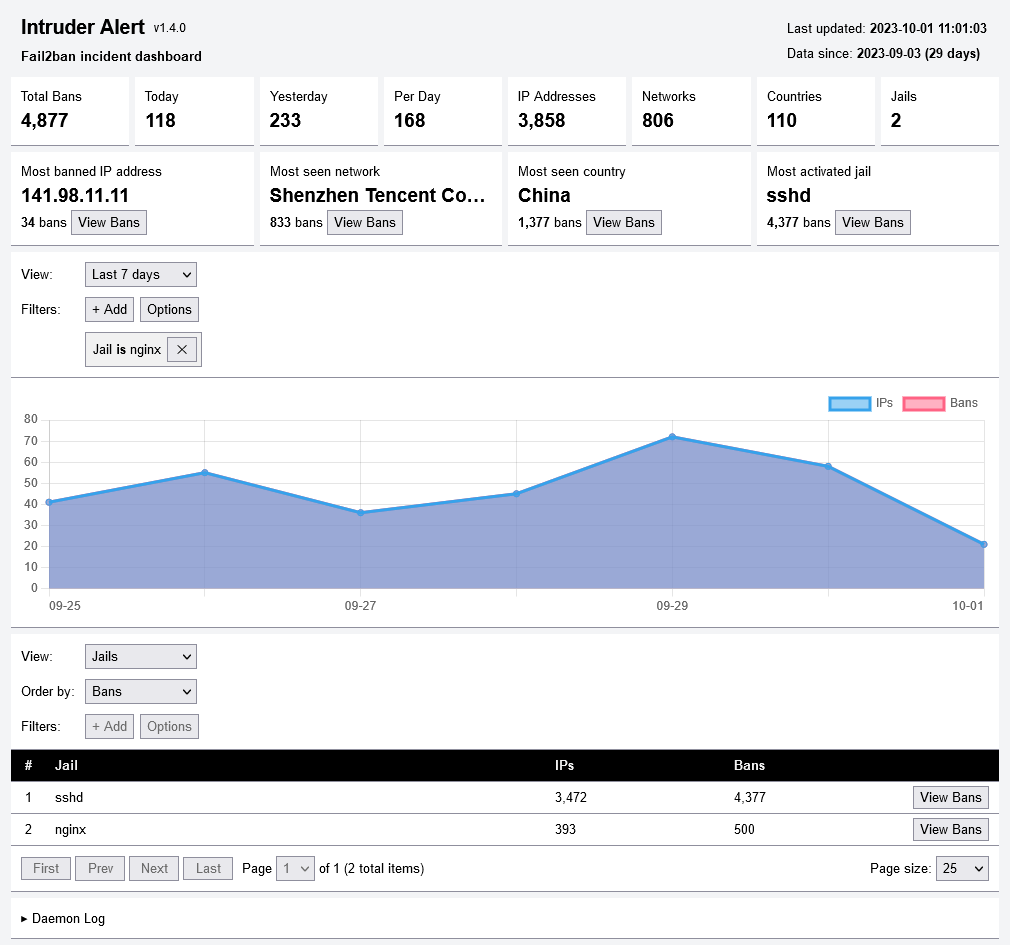 Intruder Alert v1.4.0
Last updated: 2023-10-01 11:01:03
Fail2ban incident dashboard
Data since: 2023-09-03 (29 days)
Total Bans Today Yesterday Per Day IP Addresses Networks Countries Jails
4,877 118 233 168 3,858 806 110 2
Most banned IP address Most seen network Most seen country Most activated jail
141.98.11.11 Shenzhen Tencent Co… China sshd
34 bans View Bans 833 bans View Bans 1,377 bans View Bans 4,377 bans View Bans
View: Last 7 days
Filters: + Add Options
Jail is nginx ×
IPs Bans
80
70
60
50
40
30
20
10
0
09-25 09-27 09-29 10-01
View: Jails
Order by: Bans
Filters: + Add Options
# Jail IPs Bans
1 sshd 3,472 4,377 View Bans
2 nginx 393 500 View Bans
First Prev Next Last Page 1 of 1 (2 total items) Page size: 25
▸ Daemon Log